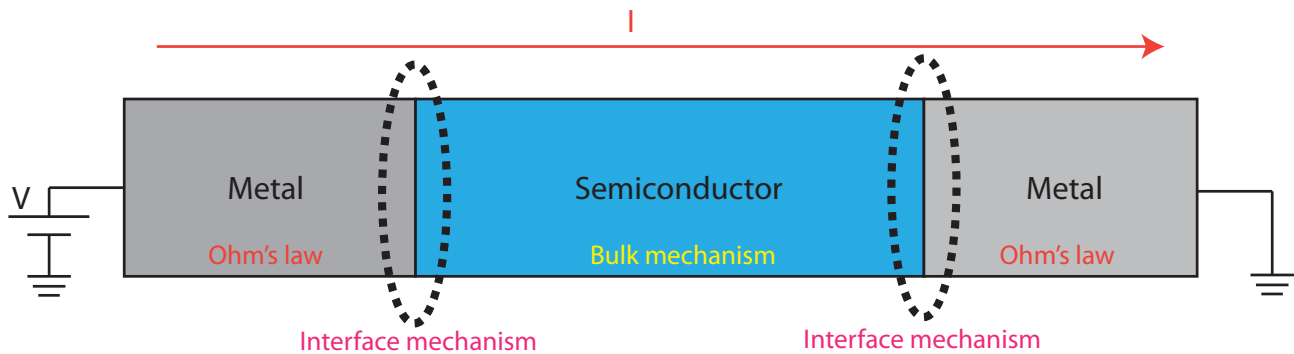 I
V
Metal
Semiconductor
Metal
Ohm's law
Bulk mechanism
Ohm's law
Interface mechanism
Interface mechanism